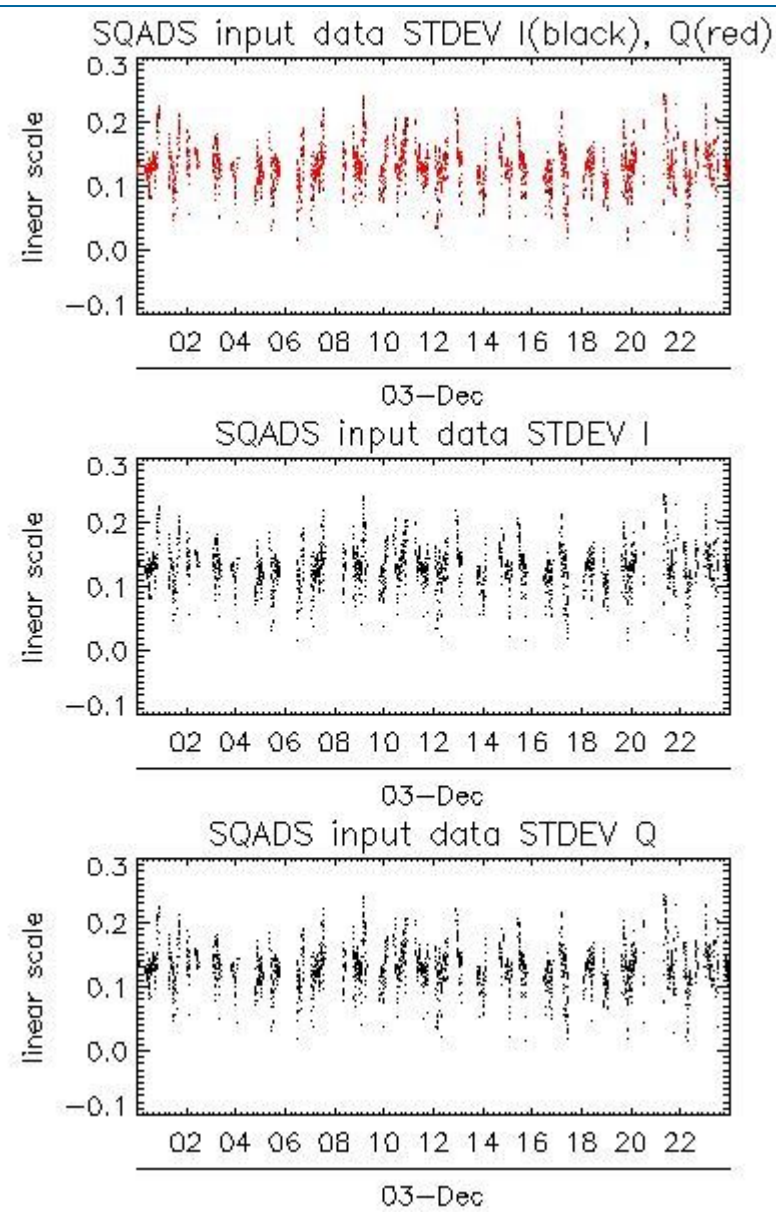 SQADS input data STDEV I(black), Q(red)
0.3
0.2
0.1
0.0
−0.1
linear scale
02 04 06 08 10 12 14 16 18 20 22
03−Dec
SQADS input data STDEV I
0.3
0.2
0.1
0.0
−0.1
linear scale
02 04 06 08 10 12 14 16 18 20 22
03−Dec
SQADS input data STDEV Q
0.3
0.2
0.1
0.0
−0.1
linear scale
02 04 06 08 10 12 14 16 18 20 22
03−Dec